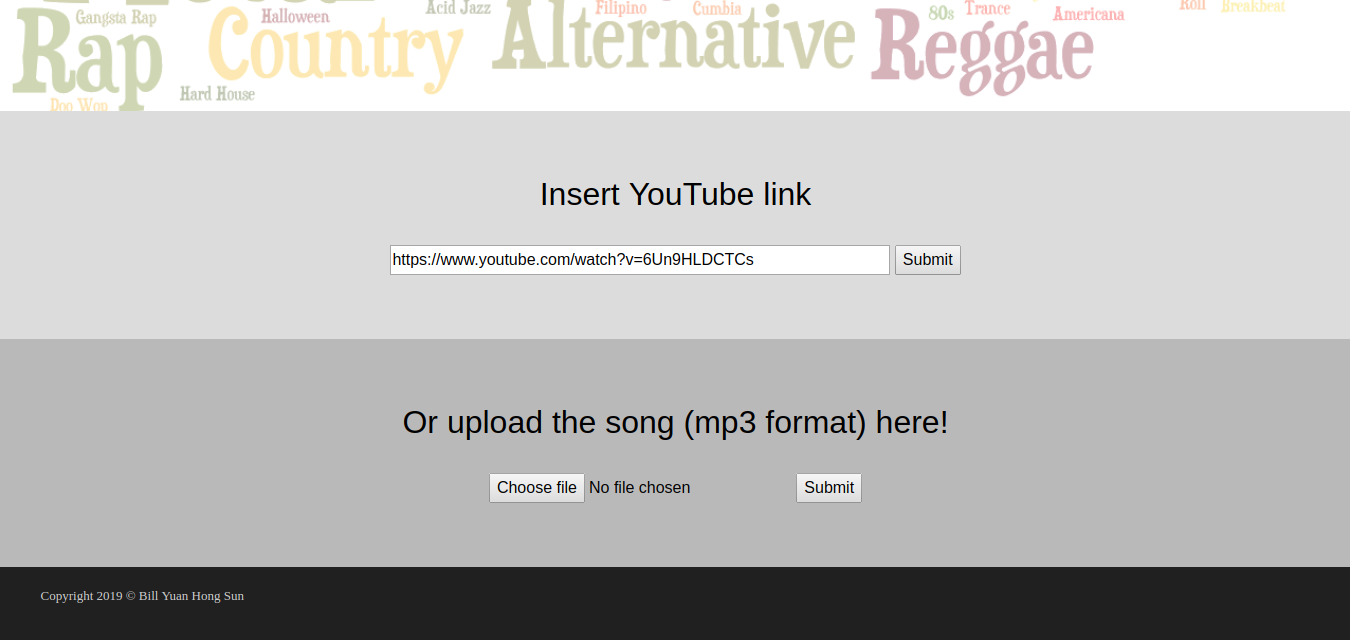 Acid Jazz Filipino Cumbia 80s Trance Americana Roll Breakbeat
Gangsta Rap Halloween
Rap Country Alternative Reggae
Hard House
Doo Wop
Insert YouTube link
https://www.youtube.com/watch?v=6Un9HLDCTCs Submit
Or upload the song (mp3 format) here!
Choose file No file chosen Submit
Copyright 2019 © Bill Yuan Hong Sun